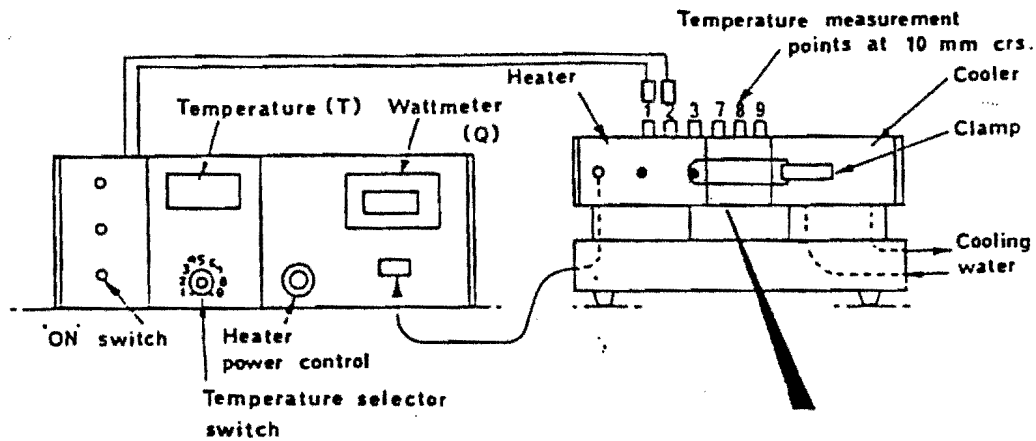 Temperature measurement
points at 10 mm crs.
Heater
Cooler
Temperature (T)
Wattmeter
(Q)
1 2 3 7 8 9
Clamp
Cooling
water
'ON' switch
Heater
power control
Temperature selector
switch